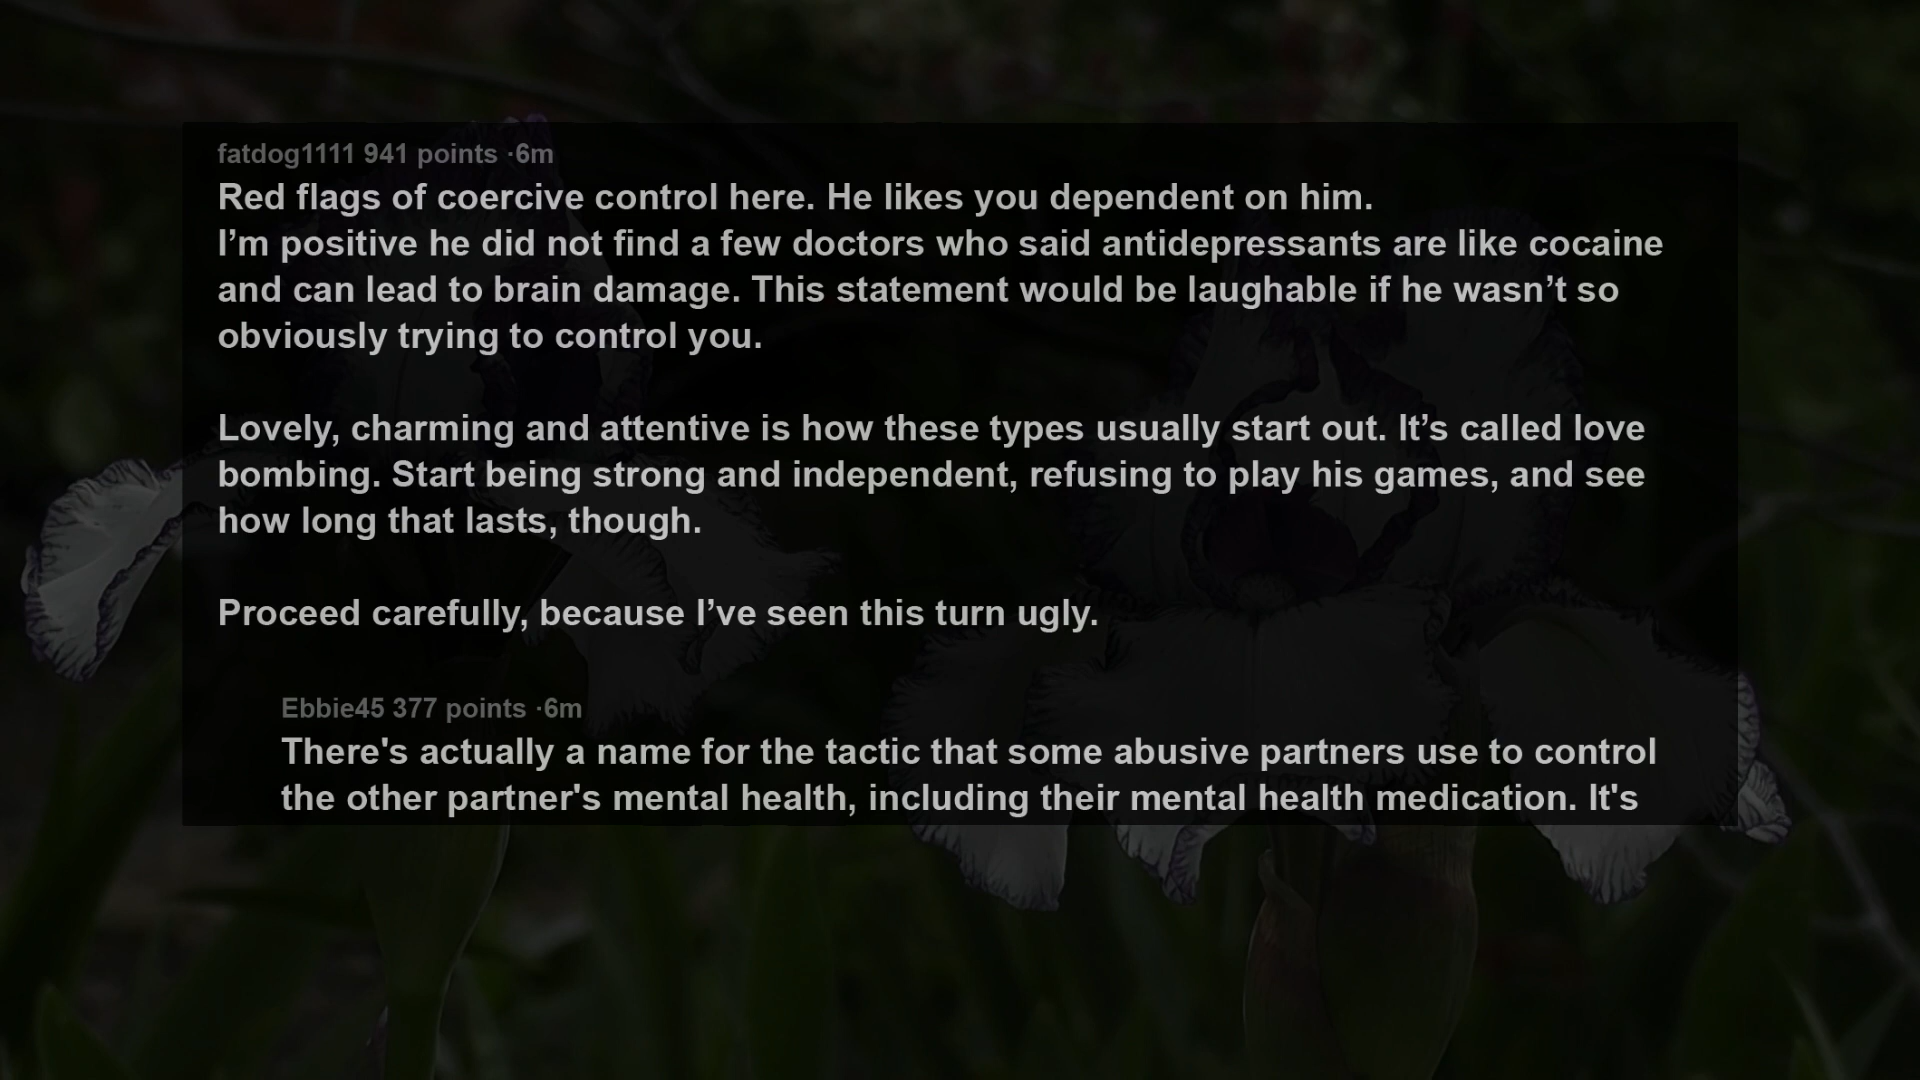 fatdog1111 941 points ·6m
Red flags of coercive control here. He likes you dependent on him.
I’m positive he did not find a few doctors who said antidepressants are like cocaine
and can lead to brain damage. This statement would be laughable if he wasn’t so
obviously trying to control you.
Lovely, charming and attentive is how these types usually start out. It’s called love
bombing. Start being strong and independent, refusing to play his games, and see
how long that lasts, though.
Proceed carefully, because I’ve seen this turn ugly.
Ebbie45 377 points ·6m
There's actually a name for the tactic that some abusive partners use to control
the other partner's mental health, including their mental health medication. It's